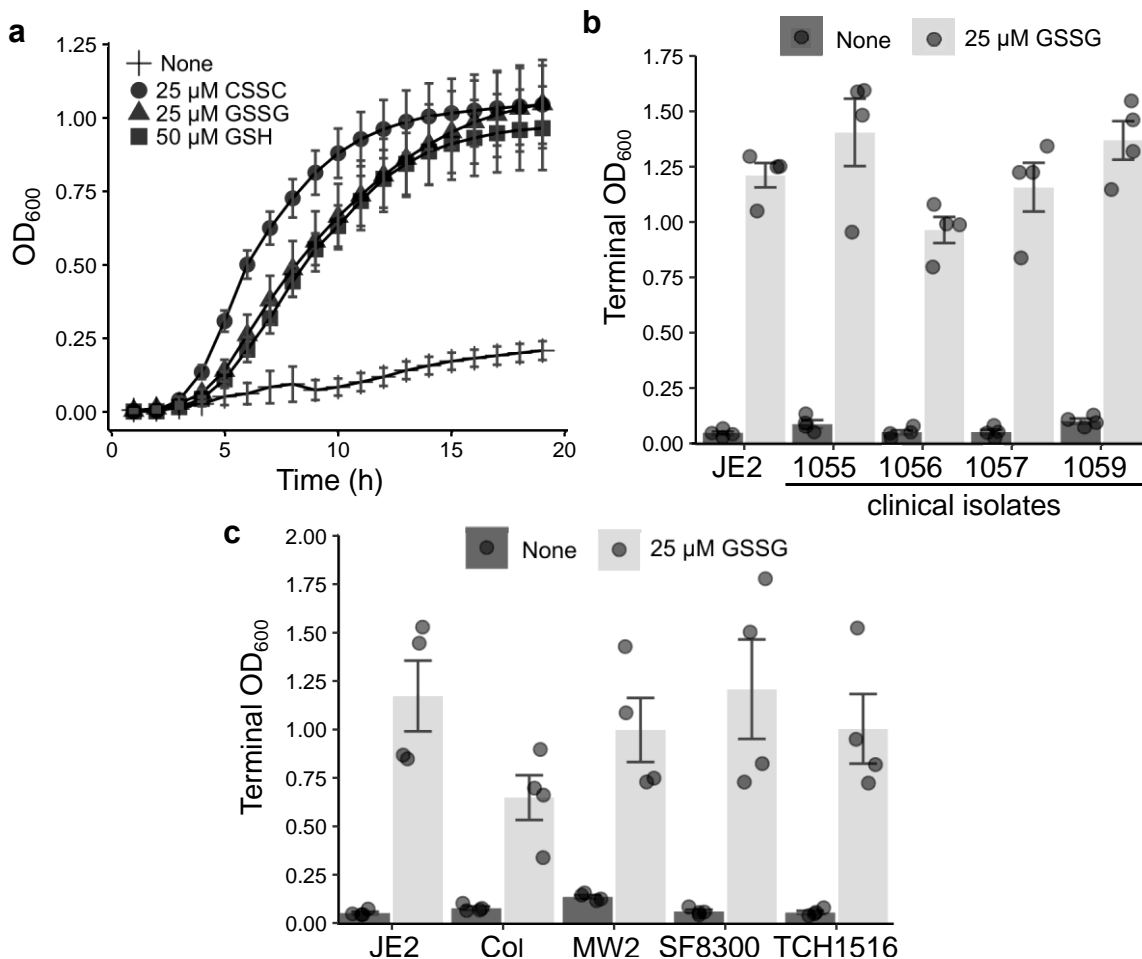 a
None
25 µM CSSC
25 µM GSSG
50 µM GSH
OD600
1.25
1.00
0.75
0.50
0.25
0.00
0 5 10 15 20
Time (h)
b
None 25 µM GSSG
Terminal OD600
1.75
1.50
1.25
1.00
0.75
0.50
0.25
0.00
JE2 1055 1056 1057 1059
clinical isolates
c
None 25 µM GSSG
Terminal OD600
2.00
1.75
1.50
1.25
1.00
0.75
0.50
0.25
0.00
JE2 Col MW2 SF8300 TCH1516